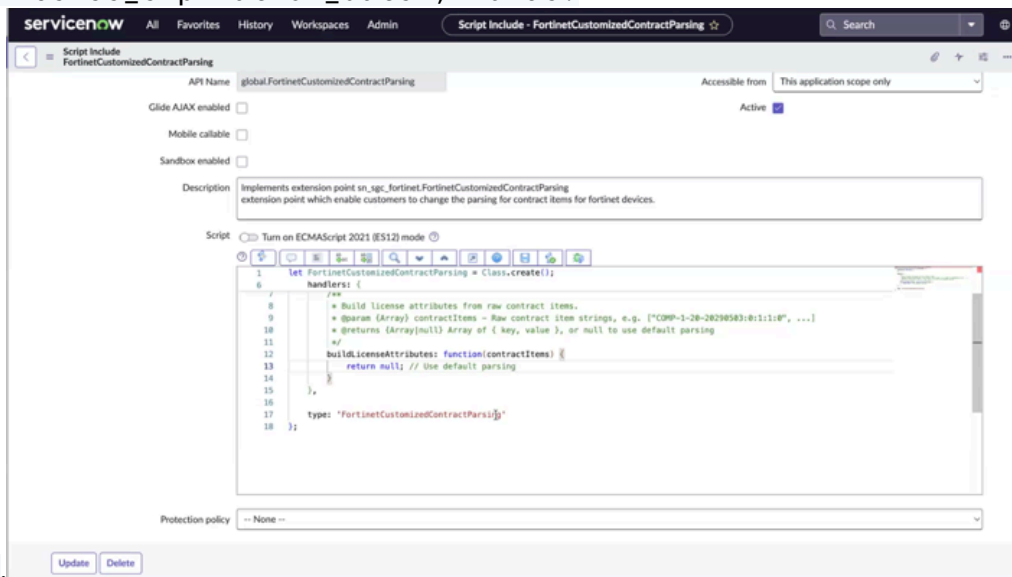 servicenow All Favorites History Workspaces Admin Script Include - FortinetCustomizedContractParsing Search
Script Include
FortinetCustomizedContractParsing
API Name global.FortinetCustomizedContractParsing Accessible from This application scope only
Glide AJAX enabled Active
Mobile callable
Sandbox enabled
Description Implements extension point sn_sgc_fortinet.FortinetCustomizedContractParsing
extension point which enable customers to change the parsing for contract items for fortinet devices.
Script Turn on ECMAScript 2021 (ES12) mode
1 let FortinetCustomizedContractParsing = Class.create();
6 handlers: {
7 /**
8 * Build license attributes from raw contract items.
9 * @param {Array} contractItems - Raw contract item strings, e.g. ["COMP-1-20-20290503:0:1:1:0", ...]
10 * @returns {Array|null} Array of { key, value }, or null to use default parsing
11 */
12 buildLicenseAttributes: function(contractItems) {
13 return null; // Use default parsing
14 }
15 },
16
17 type: "FortinetCustomizedContractParsing"
18 };
Protection policy -- None --
Update Delete